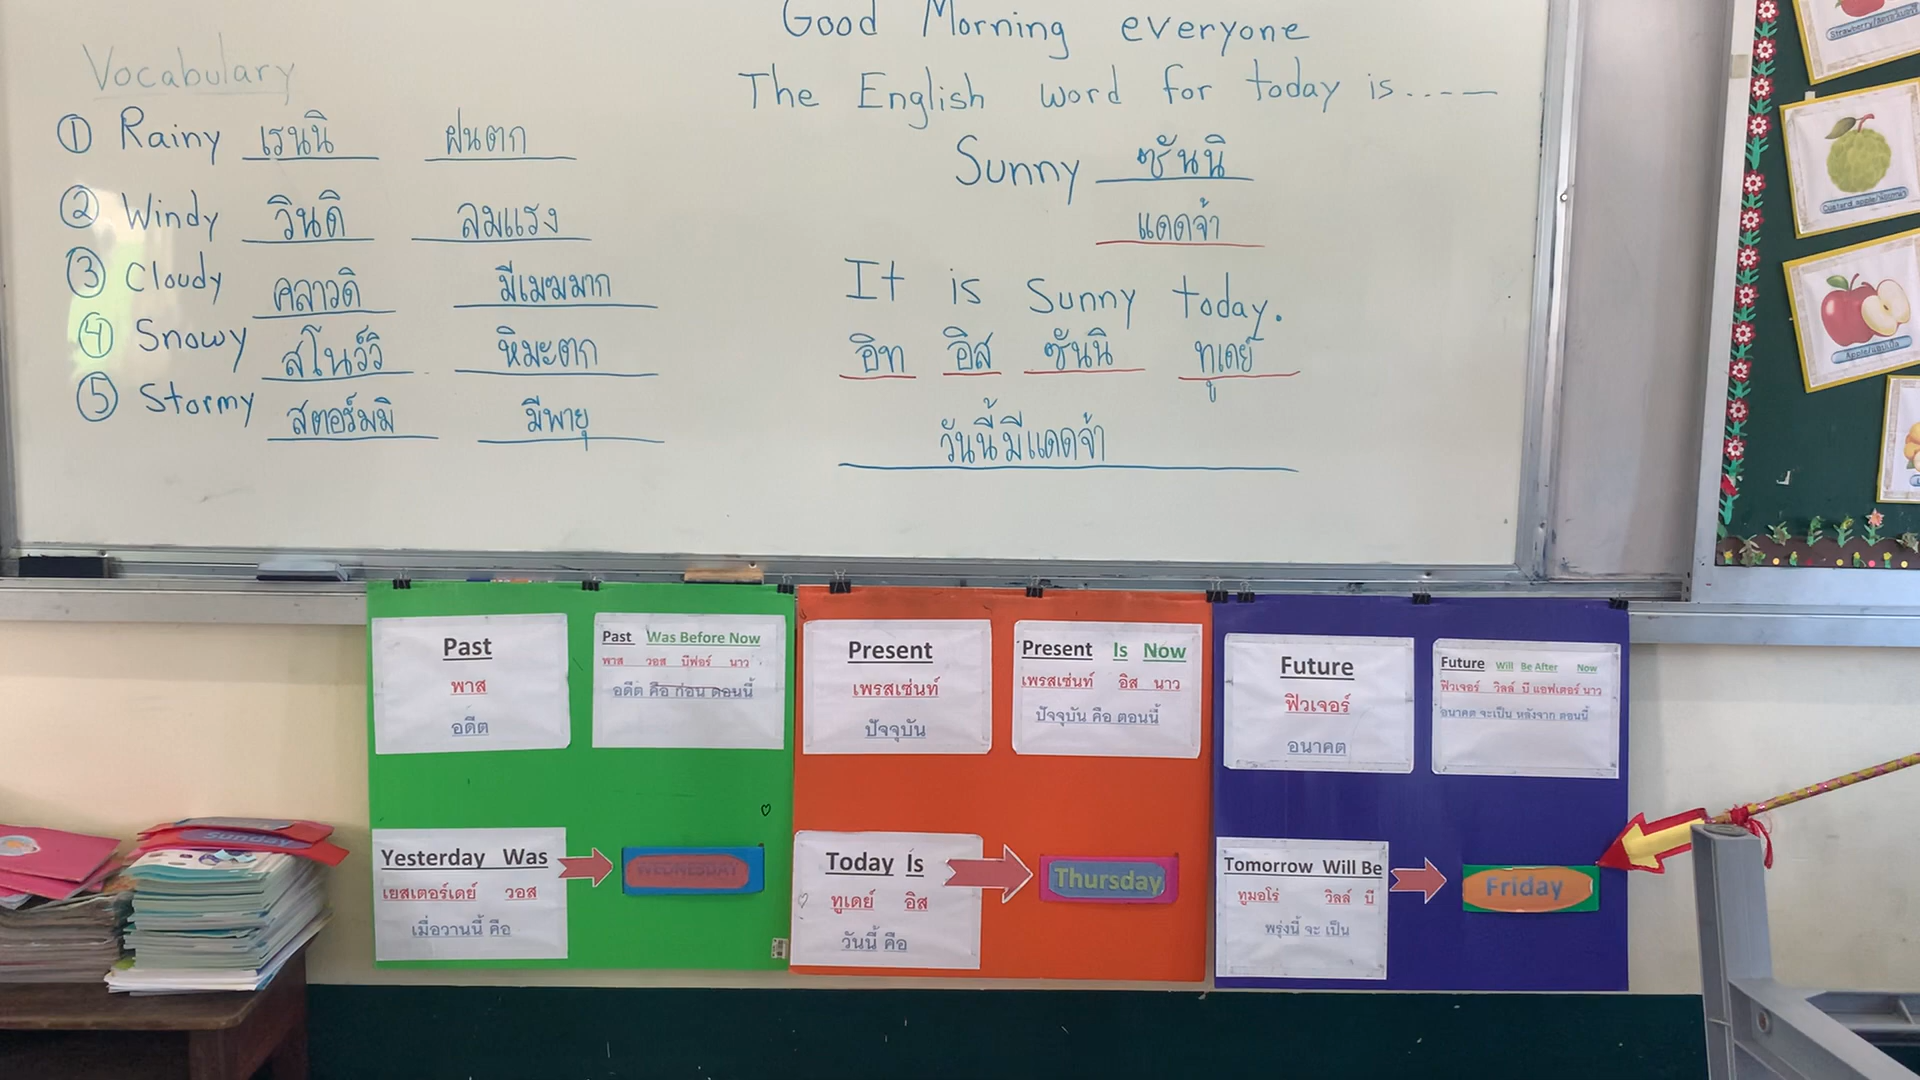 Vocabulary
① Rainy เรนนิ ฝนตก
② Windy วินดิ ลมแรง
③ Cloudy คลาวดิ มีเมฆมาก
④ Snowy สโนว์วิ หิมะตก
⑤ Stormy สตอร์มมิ มีพายุ
Good Morning everyone
The English word for today is.....
Sunny ซันนิ
แดดจ้า
It is sunny today.
อิท อิส ซันนิ ทูเดย์
วันนี้มีแดดจ้า
Past
พาส
อดีต
Past Was Before Now
พาส วอส บีฟอร์ นาว
อดีต คือ ก่อน ตอนนี้
Present
เพรสเซ่นท์
ปัจจุบัน
Present Is Now
เพรสเซ่นท์ อิส นาว
ปัจจุบัน คือ ตอนนี้
Future
ฟิวเจอร์
อนาคต
Future Will Be After Now
ฟิวเจอร์ วิลล์ บี แอฟเตอร์ นาว
อนาคต จะเป็น หลังจาก ตอนนี้
Yesterday Was
เยสเตอร์เดย์ วอส
เมื่อวานนี้ คือ
WEDNESDAY
Today Is
ทูเดย์ อิส
วันนี้ คือ
Thursday
Tomorrow Will Be
ทูมอโร่ วิลล์ บี
พรุ่งนี้ จะ เป็น
Friday
Sunday